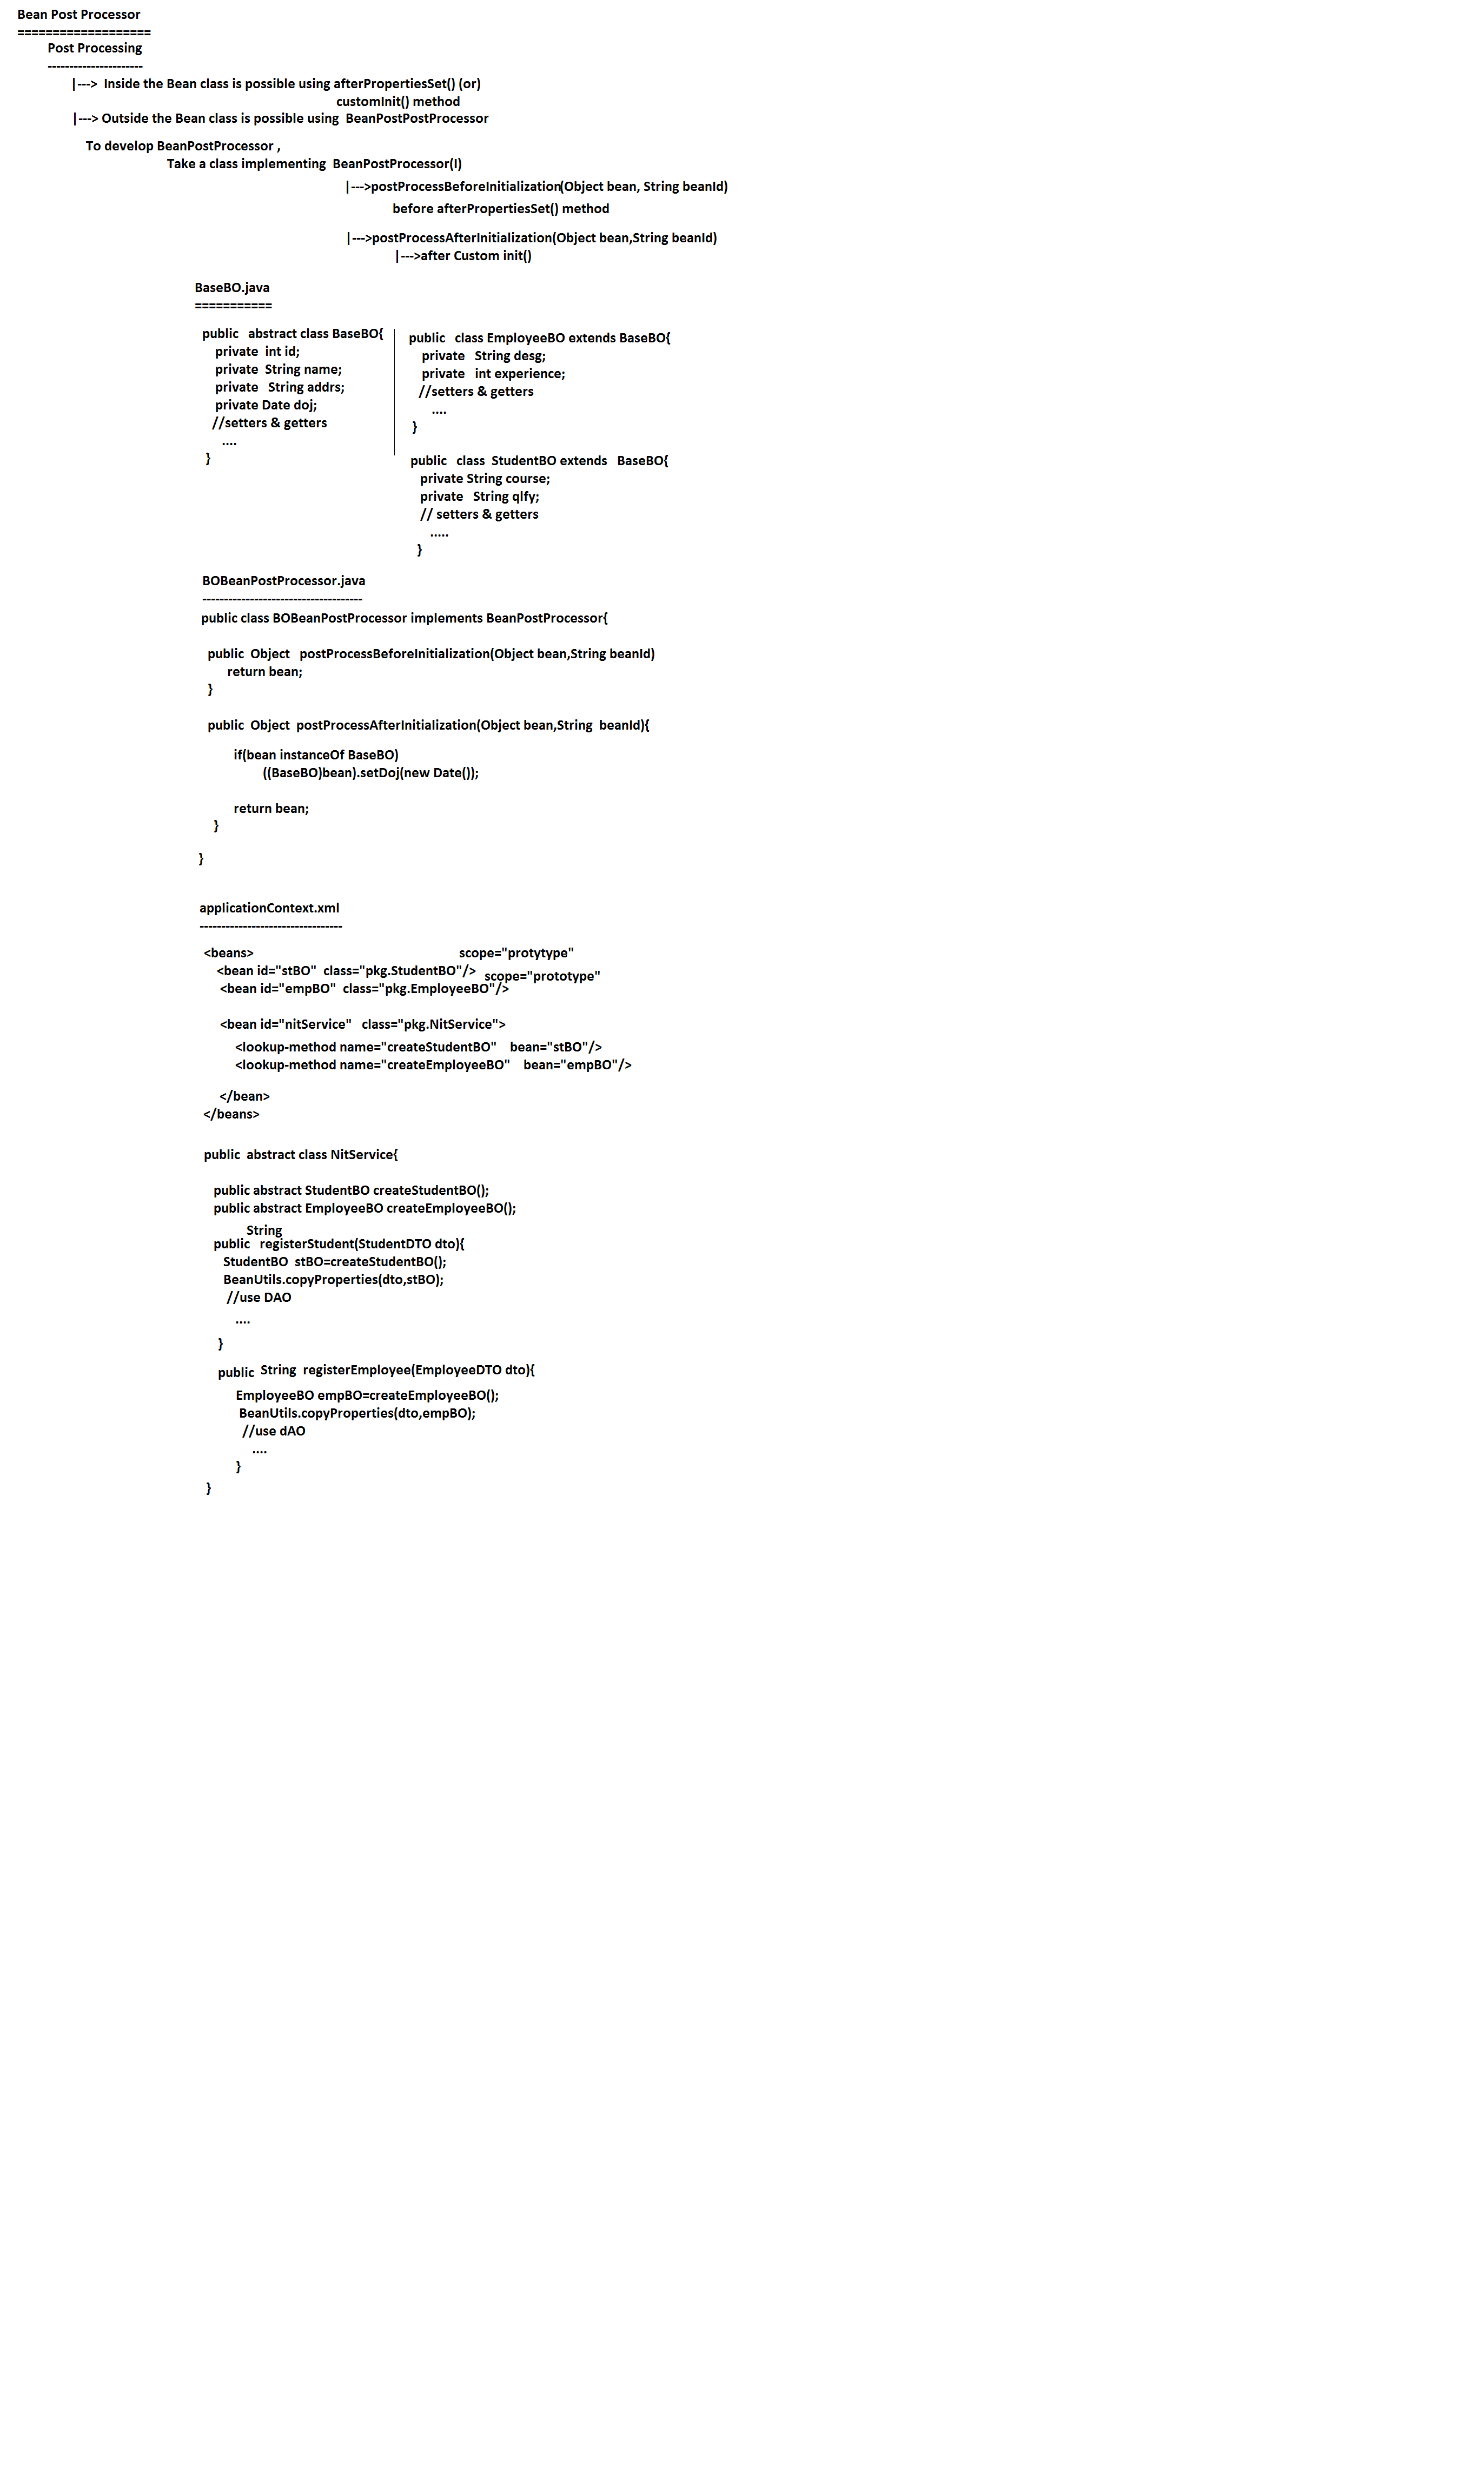 Bean Post Processor
===================
Post Processing
----------------------
|---> Inside the Bean class is possible using afterPropertiesSet() (or)
customInit() method
|---> Outside the Bean class is possible using BeanPostPostProcessor
To develop BeanPostProcessor ,
Take a class implementing BeanPostProcessor(I)
|--->postProcessBeforeInitialization(Object bean, String beanId)
before afterPropertiesSet() method
|--->postProcessAfterInitialization(Object bean,String beanId)
|--->after Custom init()
BaseBO.java
===========
public abstract class BaseBO{
private int id;
private String name;
private String addrs;
private Date doj;
//setters & getters
....
}
public class EmployeeBO extends BaseBO{
private String desg;
private int experience;
//setters & getters
....
}
public class StudentBO extends BaseBO{
private String course;
private String qlfy;
// setters & getters
.....
}
BOBeanPostProcessor.java
-------------------------------------
public class BOBeanPostProcessor implements BeanPostProcessor{
public Object postProcessBeforeInitialization(Object bean,String beanId)
return bean;
}
public Object postProcessAfterInitialization(Object bean,String beanId){
if(bean instanceOf BaseBO)
((BaseBO)bean).setDoj(new Date());
return bean;
}
}
applicationContext.xml
---------------------------------
<beans> scope="protytype"
<bean id="stBO" class="pkg.StudentBO"/> scope="prototype"
<bean id="empBO" class="pkg.EmployeeBO"/>
<bean id="nitService" class="pkg.NitService">
<lookup-method name="createStudentBO" bean="stBO"/>
<lookup-method name="createEmployeeBO" bean="empBO"/>
</bean>
</beans>
public abstract class NitService{
public abstract StudentBO createStudentBO();
public abstract EmployeeBO createEmployeeBO();
String
public registerStudent(StudentDTO dto){
StudentBO stBO=createStudentBO();
BeanUtils.copyProperties(dto,stBO);
//use DAO
....
}
public String registerEmployee(EmployeeDTO dto){
EmployeeBO empBO=createEmployeeBO();
BeanUtils.copyProperties(dto,empBO);
//use dAO
....
}
}